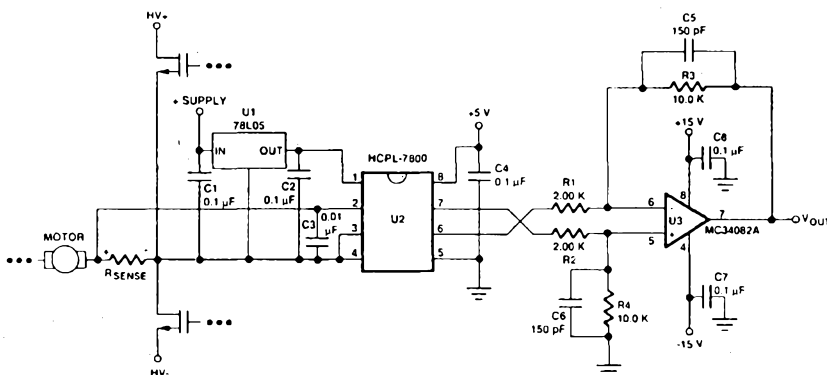 HV+
+ SUPPLY
U1
78L05
IN
OUT
C1
0.1 µF
C2
0.1 µF
0.01
µF
C3
HCPL-7800
U2
1
2
3
4
8
7
6
5
+5 V
C4
0.1 µF
MOTOR
+
-
RSENSE
HV-
R1
2.00 K
2.00 K
R2
C5
150 pF
R3
10.0 K
+15 V
C8
0.1 µF
6
5
-
+
U3
8
7
4
MC34082A
VOUT
C7
0.1 µF
-15 V
C6
150 pF
R4
10.0 K